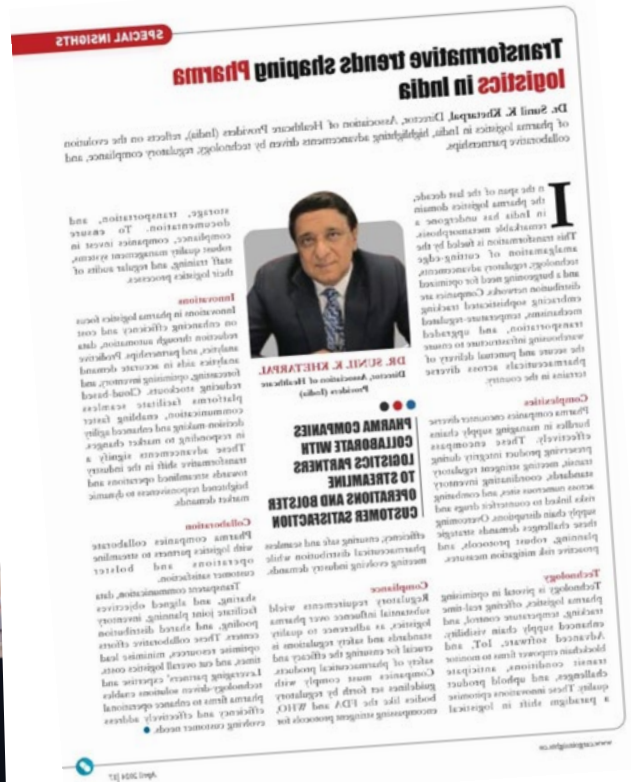 SPECIAL INSIGHTS
Transformative trends shaping Pharma
logistics in India
Dr. Sunil K. Khetarpal, Director, Association of Healthcare Providers (India), reflects on the evolution
of pharma logistics in India, highlighting advancements driven by technology, regulatory compliance, and
collaborative partnerships.
In the span of the last decade,
the pharma logistics domain
in India has undergone a
remarkable metamorphosis.
This transformation is fueled by the
amalgamation of cutting-edge
technology, regulatory advancements,
and burgeoning need for optimized
distribution networks. Companies are
embracing sophisticated tracking
mechanisms, temperature-regulated
transportation, and upgraded
warehousing infrastructure to ensure
the secure and punctual delivery of
pharmaceuticals across diverse
terrains in the country.
Complexities
Pharma companies encounter diverse
hurdles in managing supply chains
effectively. These encompass
preserving product integrity during
transit, meeting stringent regulatory
standards, coordinating inventory
across numerous sites, and combating
risks linked to counterfeit drugs and
supply chain disruptions. Overcoming
these challenges demands strategic
planning, robust protocols, and
proactive risk mitigation measures.
Technology
Technology is pivotal in optimising
pharma logistics, offering real-time
tracking, temperature control, and
enhanced supply chain visibility.
Advanced software, IoT, and
blockchain empower firms to monitor
transit conditions, anticipate
challenges, and uphold product
quality. These innovations epitomise
a paradigm shift in logistical
DR. SUNIL K. KHETARPAL
Director, Association of Healthcare
Providers (India)
PHARMA COMPANIES
COLLABORATE WITH
LOGISTICS PARTNERS
TO STREAMLINE
OPERATIONS AND BOLSTER
CUSTOMER SATISFACTION
efficiency, ensuring safe and seamless
pharmaceutical distribution while
meeting evolving industry demands.
Compliance
Regulatory requirements wield
substantial influence over pharma
logistics, as adherence to quality
standards and safety regulations is
crucial for ensuring the efficacy and
safety of pharmaceutical products.
Companies must comply with
guidelines set forth by regulatory
bodies like the FDA and WHO,
encompassing stringent protocols for
storage, transportation, and
documentation. To ensure
compliance, companies invest in
robust quality management systems,
staff training, and regular audits of
their logistics processes.
Innovations
Innovations in pharma logistics focus
on enhancing efficiency and cost
reduction through automation, data
analytics, and partnerships. Predictive
analytics aids in accurate demand
forecasting, optimising inventory, and
reducing stockouts. Cloud-based
platforms facilitate seamless
communication, enabling faster
decision-making and enhanced agility
in responding to market changes.
These advancements signify a
transformative shift in the industry
towards streamlined operations and
heightened responsiveness to dynamic
market demands.
Collaboration
Pharma companies collaborate
with logistics partners to streamline
operations and bolster
customer satisfaction.
Transparent communication, data
sharing, and aligned objectives
facilitate joint planning, inventory
pooling, and shared distribution
centers. These collaborative efforts
optimise resources, minimise lead
times, and cut overall logistics costs.
Leveraging partners' expertise and
technology-driven solutions enables
pharma firms to enhance operational
efficiency and effectively address
evolving customer needs.
www.cargoinsights.co
April 2024